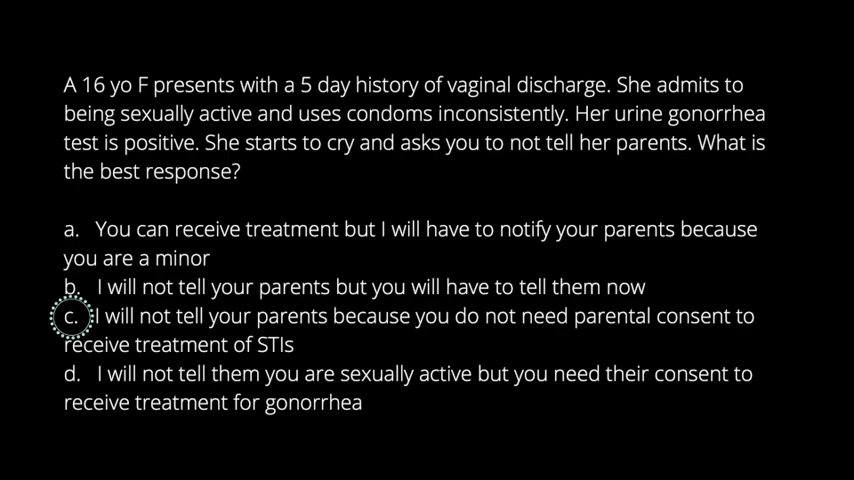 A 16 yo F presents with a 5 day history of vaginal discharge. She admits to
being sexually active and uses condoms inconsistently. Her urine gonorrhea
test is positive. She starts to cry and asks you to not tell her parents. What is
the best response?
a. You can receive treatment but I will have to notify your parents because
you are a minor
b. I will not tell your parents but you will have to tell them now
c. I will not tell your parents because you do not need parental consent to
receive treatment of STIs
d. I will not tell them you are sexually active but you need their consent to
receive treatment for gonorrhea